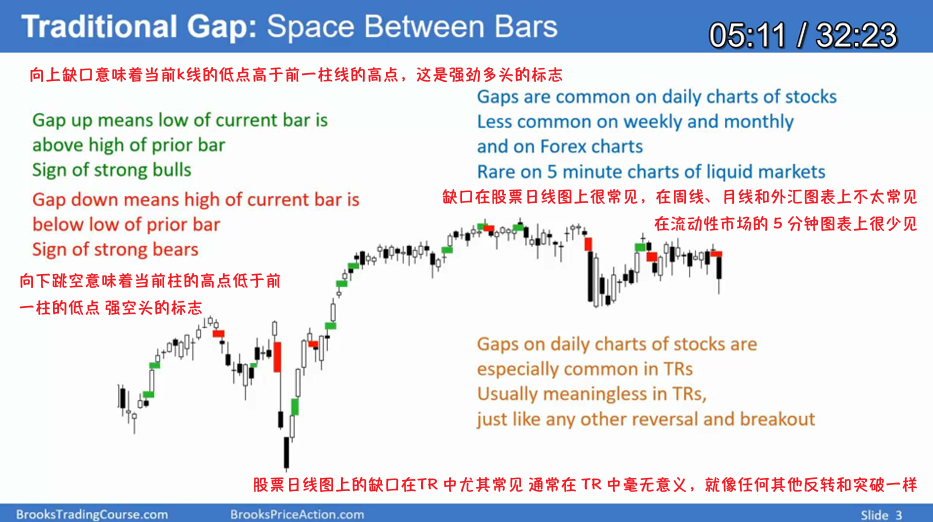 Traditional Gap: Space Between Bars
05:11 / 32:23
向上缺口意味着当前k线的低点高于前一柱线的高点，这是强劲多头的标志
Gap up means low of current bar is
above high of prior bar
Sign of strong bulls
Gap down means high of current bar is
below low of prior bar
Sign of strong bears
向下跳空意味着当前柱的高点低于前
一柱的低点 强空头的标志
Gaps are common on daily charts of stocks
Less common on weekly and monthly
and on Forex charts
Rare on 5 minute charts of liquid markets
缺口在股票日线图上很常见，在周线、月线和外汇图表上不太常见
在流动性市场的５分钟图表上很少见
Gaps on daily charts of stocks are
especially common in TRs
Usually meaningless in TRs,
just like any other reversal and breakout
股票日线图上的缺口在TR 中尤其常见 通常在 TR 中毫无意义，就像任何其他反转和突破一样
BrooksTradingCourse.com
BrooksPriceAction.com
Slide 3